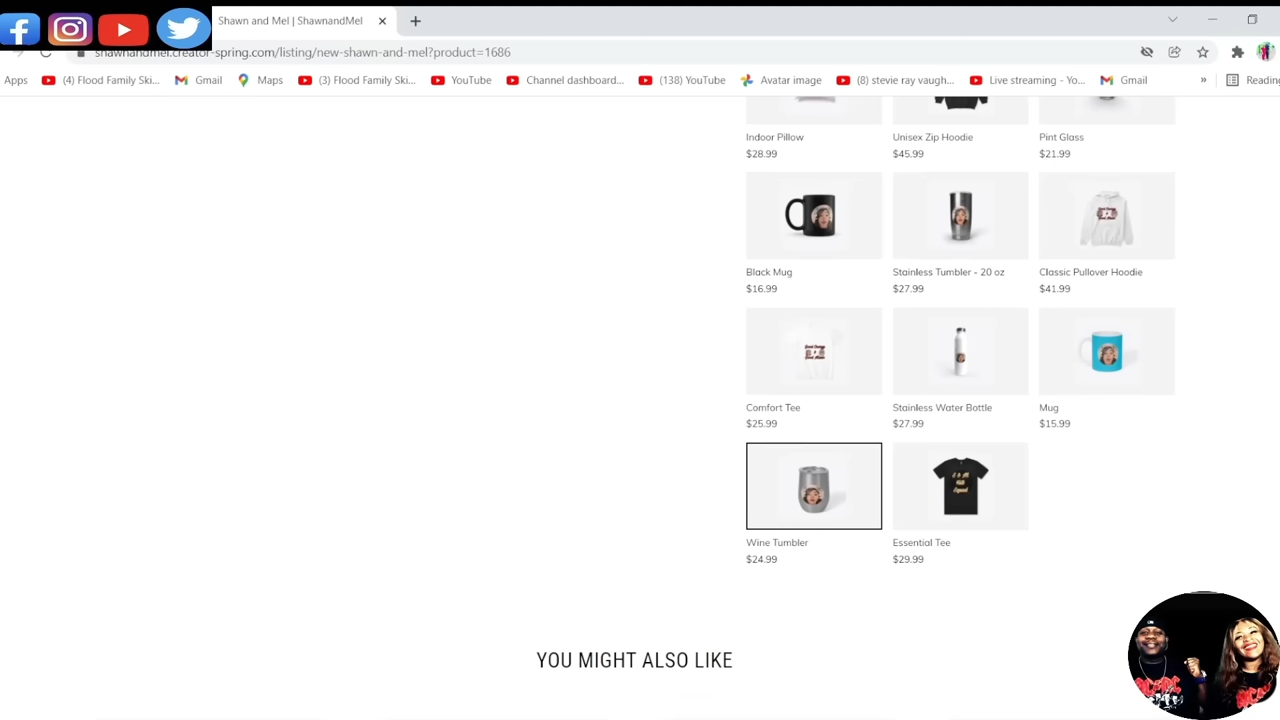 Shawn and Mel | ShawnandMel
shawnandmel.creator-spring.com/listing/new-shawn-and-mel?product=1686
Apps (4) Flood Family Ski... Gmail Maps (3) Flood Family Ski... YouTube Channel dashboard... (138) YouTube Avatar image (8) stevie ray vaugh... Live streaming - Yo... Gmail » Reading
Indoor Pillow Unisex Zip Hoodie Pint Glass
$28.99 $45.99 $21.99
Black Mug Stainless Tumbler - 20 oz Classic Pullover Hoodie
$16.99 $27.99 $41.99
Comfort Tee Stainless Water Bottle Mug
$25.99 $27.99 $15.99
Wine Tumbler Essential Tee
$24.99 $29.99
YOU MIGHT ALSO LIKE